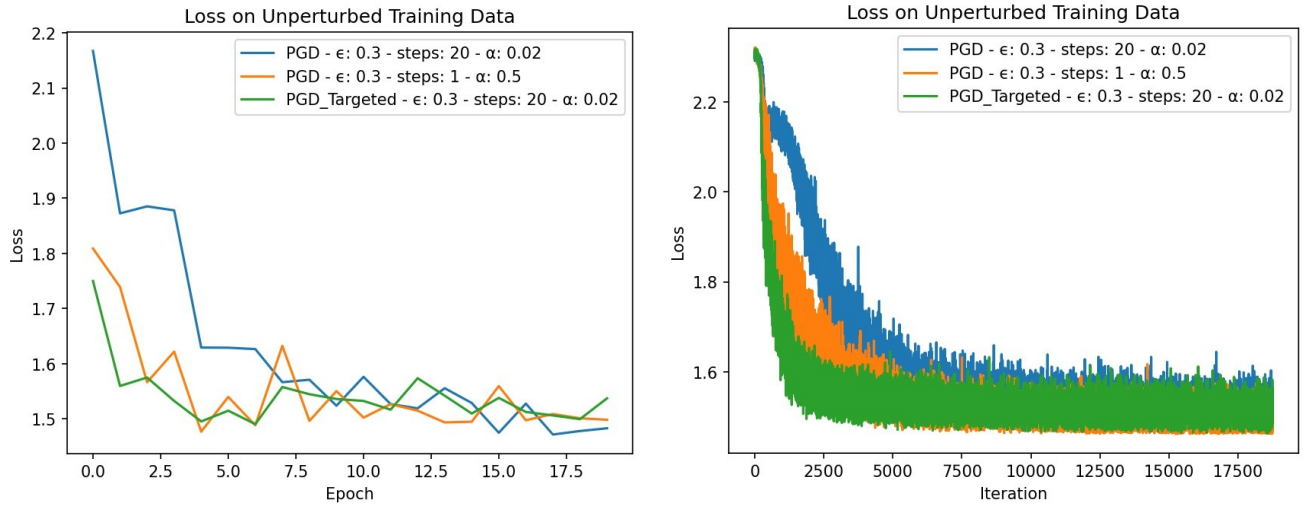 Loss on Unperturbed Training Data
PGD - ϵ: 0.3 - steps: 20 - α: 0.02
PGD - ϵ: 0.3 - steps: 1 - α: 0.5
PGD_Targeted - ϵ: 0.3 - steps: 20 - α: 0.02
2.2
2.1
2.0
1.9
1.8
1.7
1.6
1.5
Loss
0.0 2.5 5.0 7.5 10.0 12.5 15.0 17.5
Epoch
Loss on Unperturbed Training Data
PGD - ϵ: 0.3 - steps: 20 - α: 0.02
PGD - ϵ: 0.3 - steps: 1 - α: 0.5
PGD_Targeted - ϵ: 0.3 - steps: 20 - α: 0.02
2.2
2.0
1.8
1.6
Loss
0 2500 5000 7500 10000 12500 15000 17500
Iteration